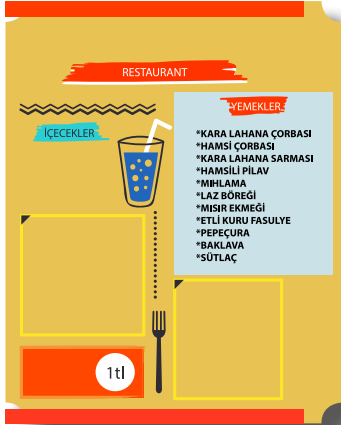 RESTAURANT
İÇECEKLER
YEMEKLER
*KARA LAHANA ÇORBASI
*HAMSİ ÇORBASI
*KARA LAHANA SARMASI
*HAMSİLİ PİLAV
*MIHLAMA
*LAZ BÖREĞİ
*MISIR EKMEĞİ
*ETLİ KURU FASULYE
*PEPEÇURA
*BAKLAVA
*SÜTLAÇ
1tl